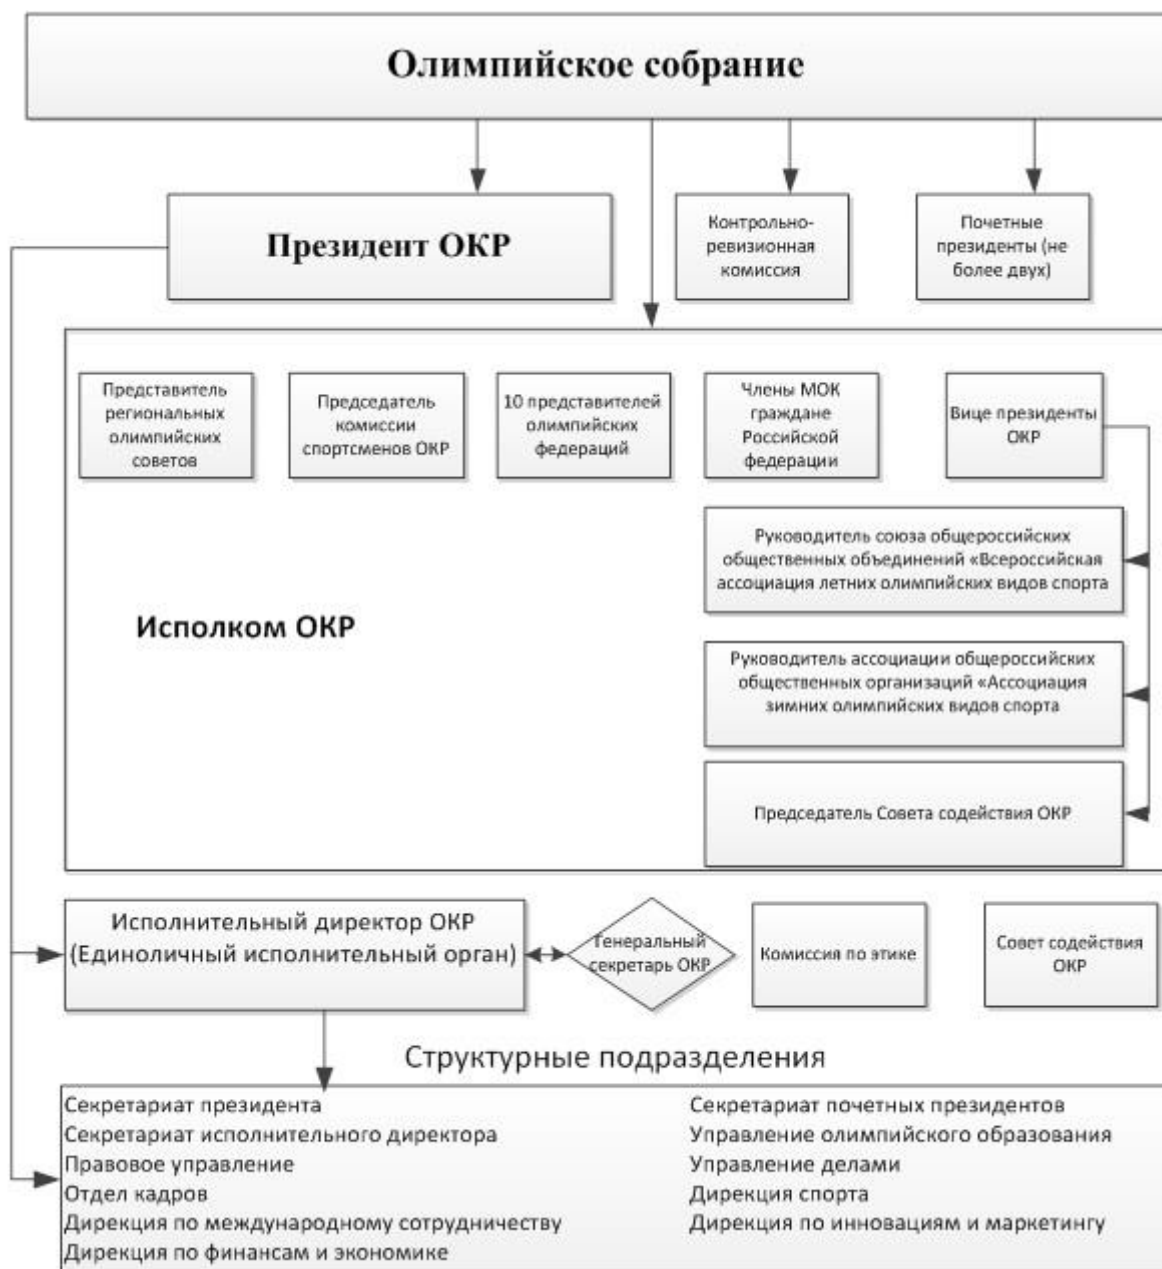 Олимпийское собрание
Президент ОКР
Контрольно-
ревизионная
комиссия
Почетные
президенты (не
более двух)
Представитель
региональных
олимпийских
советов
Председатель
комиссии
спортсменов ОКР
10 представителей
олимпийских
федераций
Члены МОК
граждане
Российской
федерации
Вице президенты
ОКР
Руководитель союза общероссийских
общественных объединений «Всероссийская
ассоциация летних олимпийских видов спорта
Исполком ОКР
Руководитель ассоциации общероссийских
общественных организаций «Ассоциация
зимних олимпийских видов спорта
Председатель Совета содействия ОКР
Исполнительный директор ОКР
(Единоличный исполнительный орган)
Генеральный
секретарь ОКР
Комиссия по этике
Совет содействия
ОКР
Структурные подразделения
Секретариат президента
Секретариат исполнительного директора
Правовое управление
Отдел кадров
Дирекция по международному сотрудничеству
Дирекция по финансам и экономике
Секретариат почетных президентов
Управление олимпийского образования
Управление делами
Дирекция спорта
Дирекция по инновациям и маркетингу